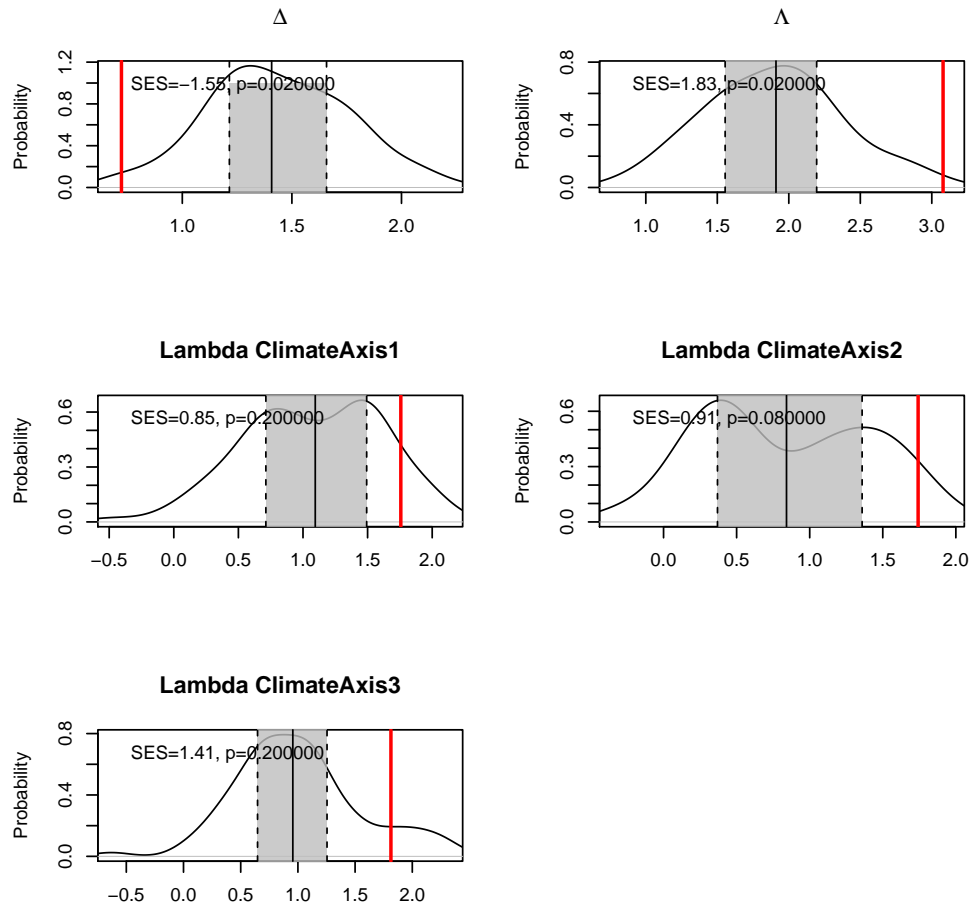 Δ
Λ
SES=−1.55, p=0.020000
Probability
0.0 0.4 0.8 1.2
1.0 1.5 2.0
SES=1.83, p=0.020000
Probability
0.0 0.4 0.8
1.0 1.5 2.0 2.5 3.0
Lambda ClimateAxis1
Lambda ClimateAxis2
SES=0.85, p=0.200000
Probability
0.0 0.3 0.6
−0.5 0.0 0.5 1.0 1.5 2.0
SES=0.91, p=0.080000
Probability
0.0 0.3 0.6
0.0 0.5 1.0 1.5 2.0
Lambda ClimateAxis3
SES=1.41, p=0.200000
Probability
0.0 0.4 0.8
−0.5 0.0 0.5 1.0 1.5 2.0